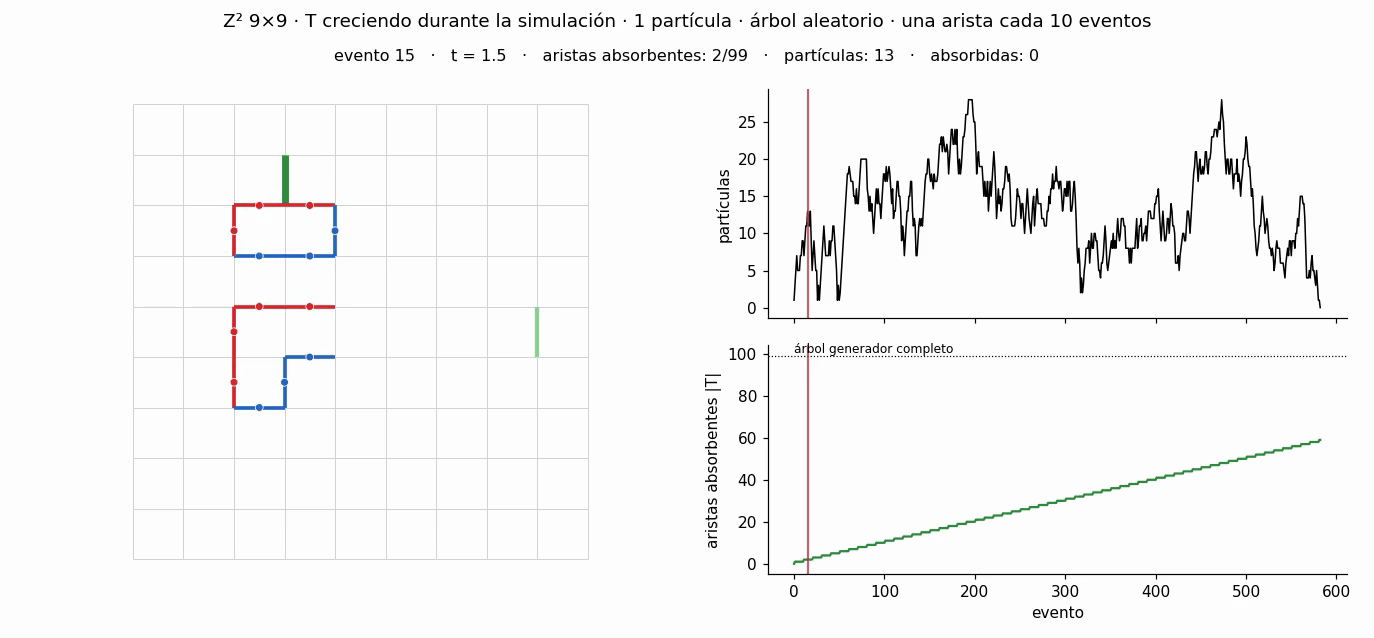 Z² 9×9 · T creciendo durante la simulación · 1 partícula · árbol aleatorio · una arista cada 10 eventos
evento 15 · t = 1.5 · aristas absorbentes: 2/99 · partículas: 13 · absorbidas: 0
partículas
25
20
15
10
5
0
árbol generador completo
aristas absorbentes |T|
100
80
60
40
20
0
0 100 200 300 400 500 600
evento